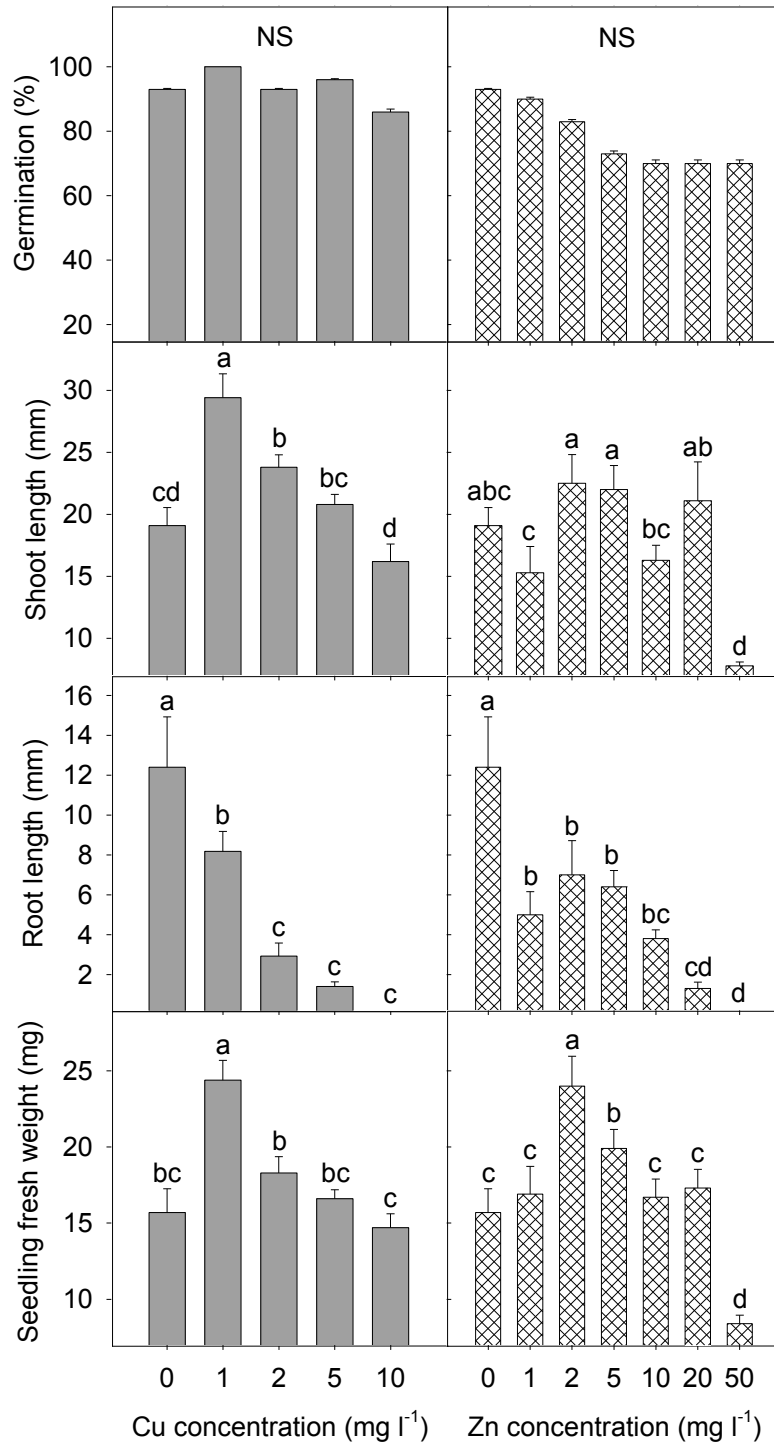 NS
NS
Germination (%)
100
80
60
40
20
a
b
bc
cd
d
a
a
ab
abc
bc
c
d
Shoot length (mm)
30
25
20
15
10
a
b
c
c
c
a
b
b
b
bc
cd
d
Root length (mm)
16
14
12
10
8
6
4
2
a
b
bc
bc
c
a
b
c
c
c
c
d
Seedling fresh weight (mg)
25
20
15
10
0 1 2 5 10
0 1 2 5 10 20 50
Cu concentration (mg l⁻¹)
Zn concentration (mg l⁻¹)